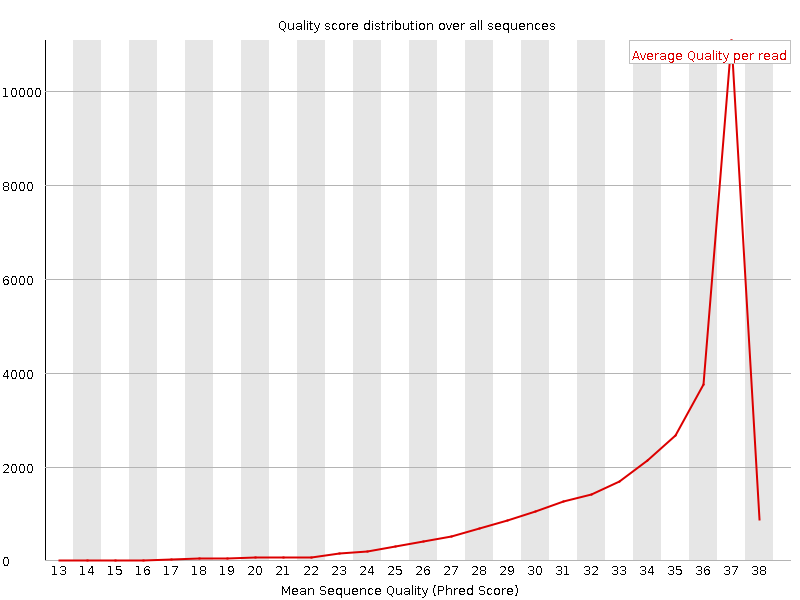 Quality score distribution over all sequences
Average Quality per read
10000
8000
6000
4000
2000
0
13 14 15 16 17 18 19 20 21 22 23 24 25 26 27 28 29 30 31 32 33 34 35 36 37 38
Mean Sequence Quality (Phred Score)